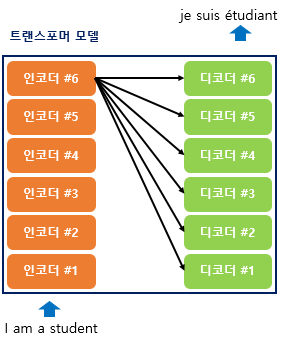 je suis étudiant
트랜스포머 모델
인코더 #6
디코더 #6
인코더 #5
디코더 #5
인코더 #4
디코더 #4
인코더 #3
디코더 #3
인코더 #2
디코더 #2
인코더 #1
디코더 #1
I am a student